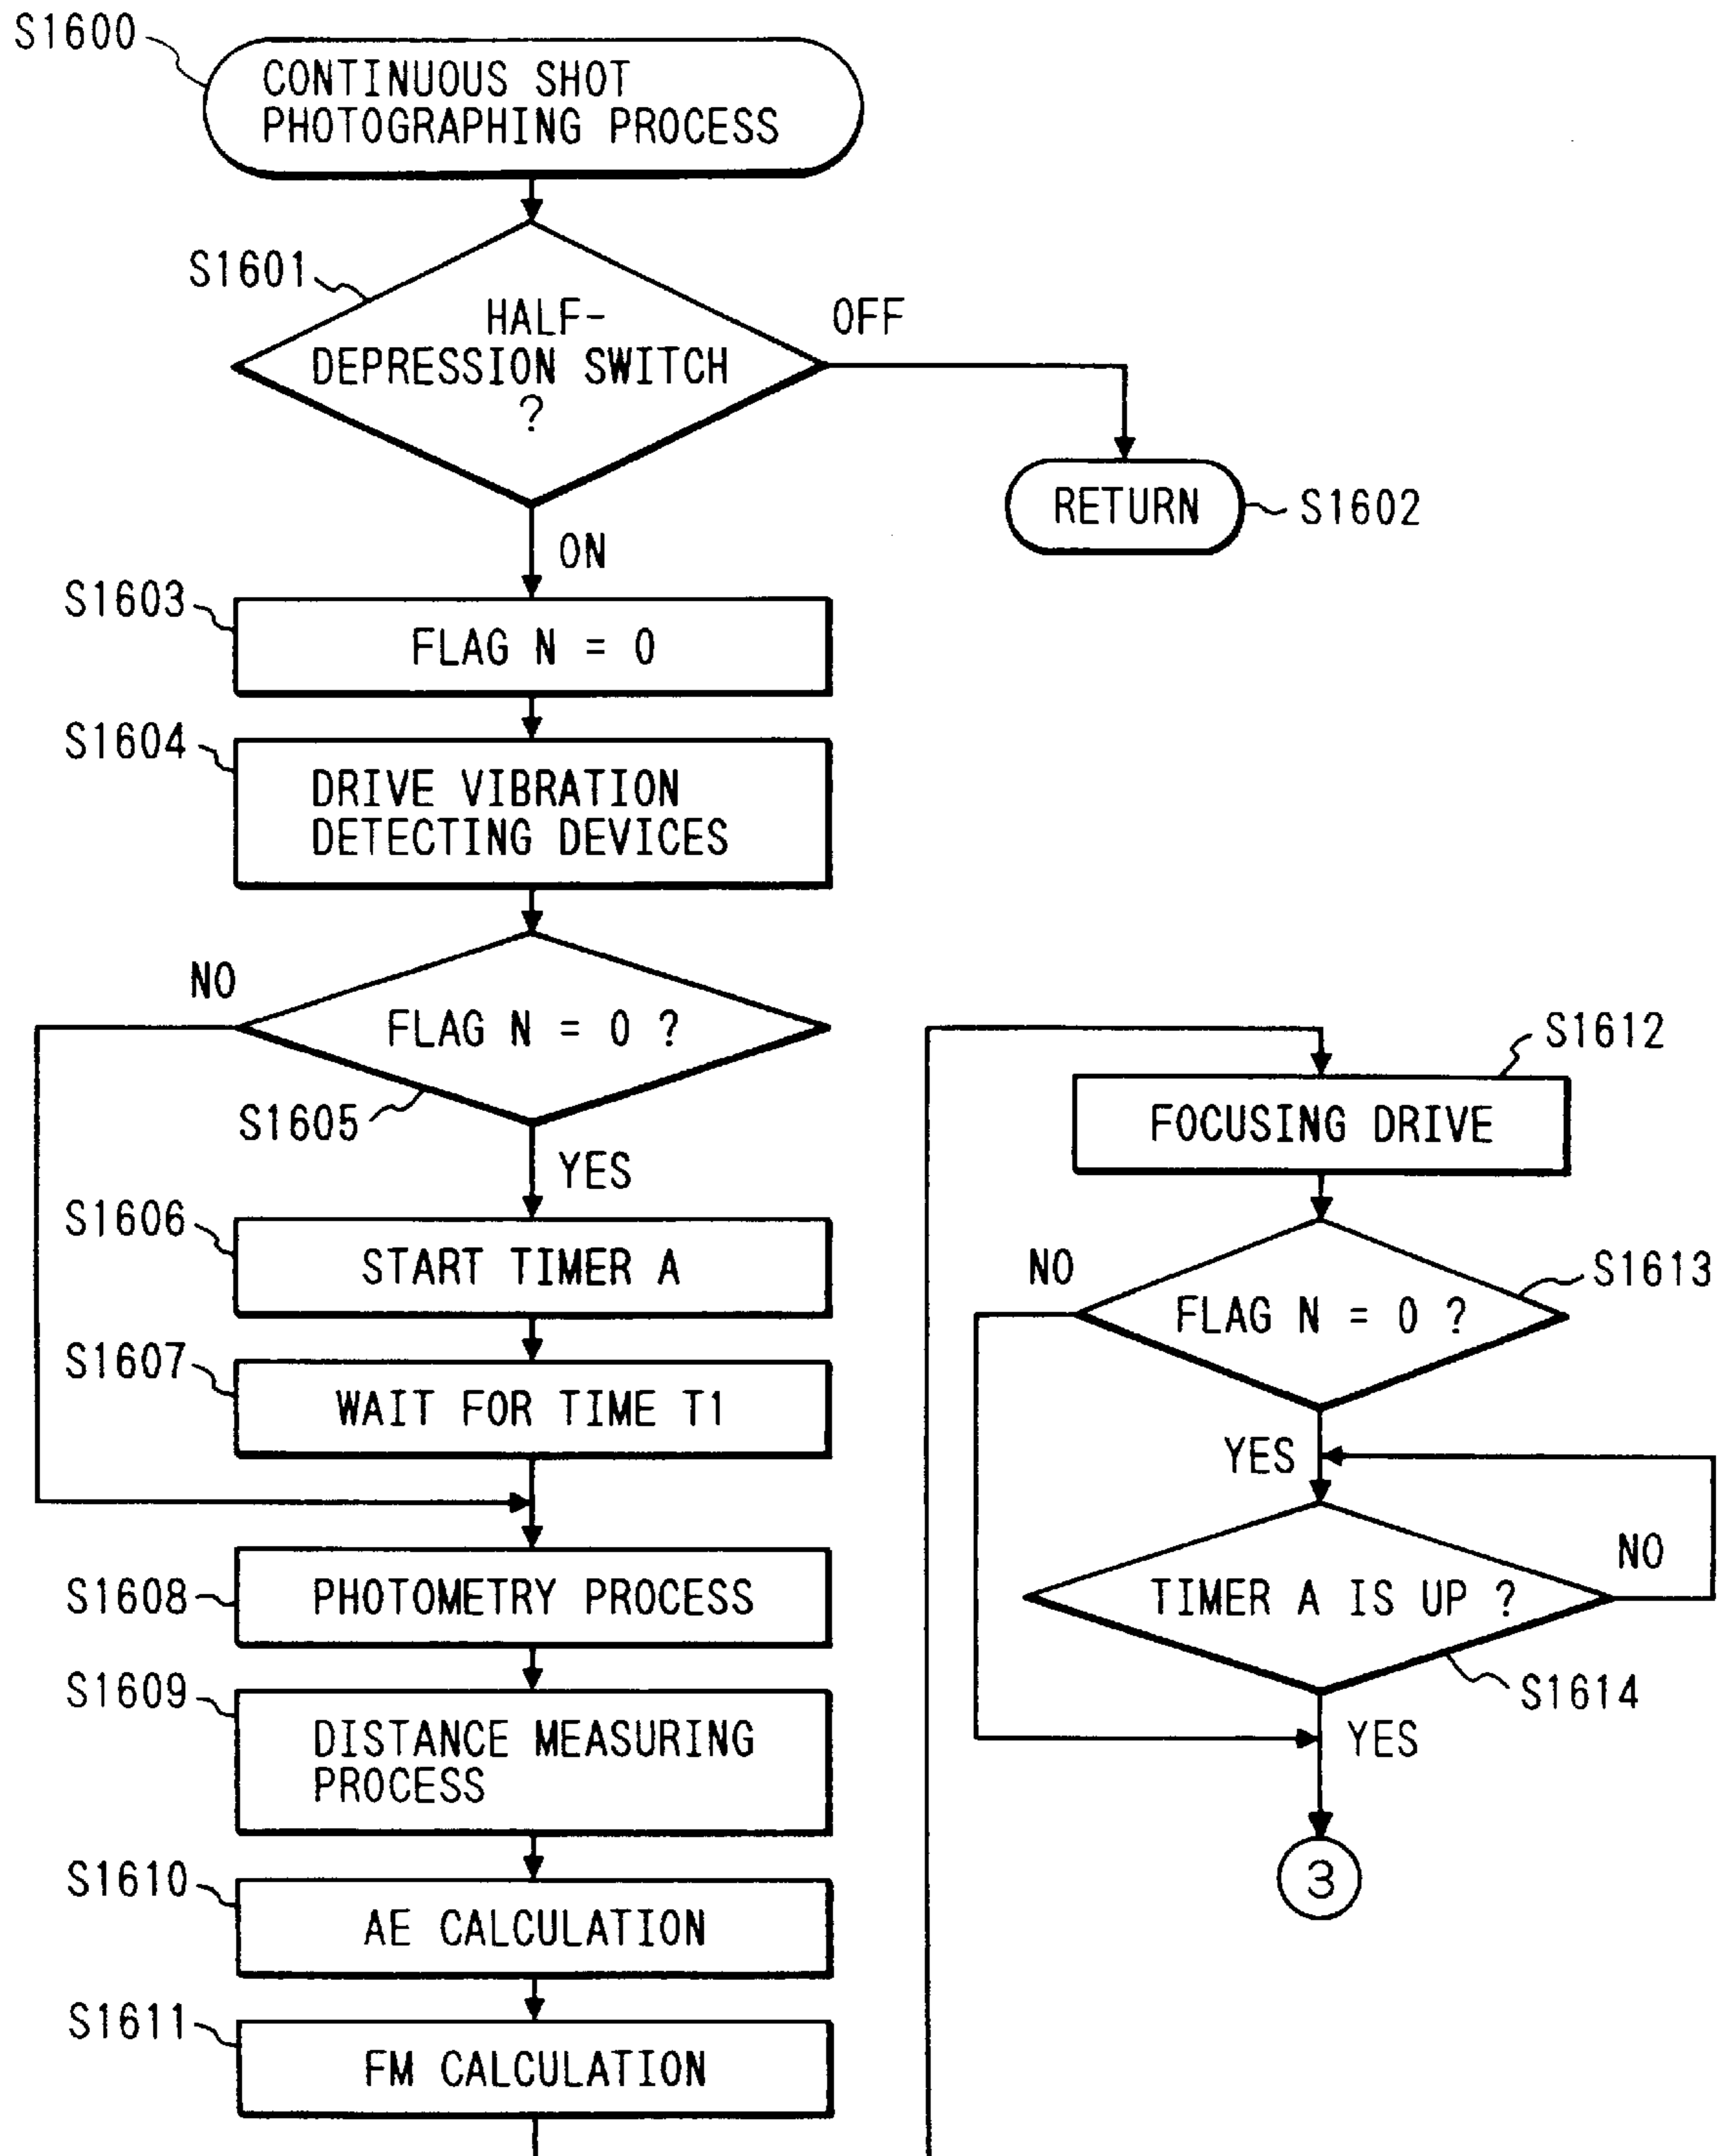 S1600
CONTINUOUS SHOT
PHOTOGRAPHING PROCESS
S1601
HALF-
DEPRESSION SWITCH
?
OFF
RETURN
S1602
ON
S1603
FLAG N = 0
S1604
DRIVE VIBRATION
DETECTING DEVICES
NO
FLAG N = 0 ?
S1605
YES
S1606
START TIMER A
S1607
WAIT FOR TIME T1
S1608
PHOTOMETRY PROCESS
S1609
DISTANCE MEASURING
PROCESS
S1610
AE CALCULATION
S1611
FM CALCULATION
S1612
FOCUSING DRIVE
NO
S1613
FLAG N = 0 ?
YES
NO
TIMER A IS UP ?
S1614
YES
3